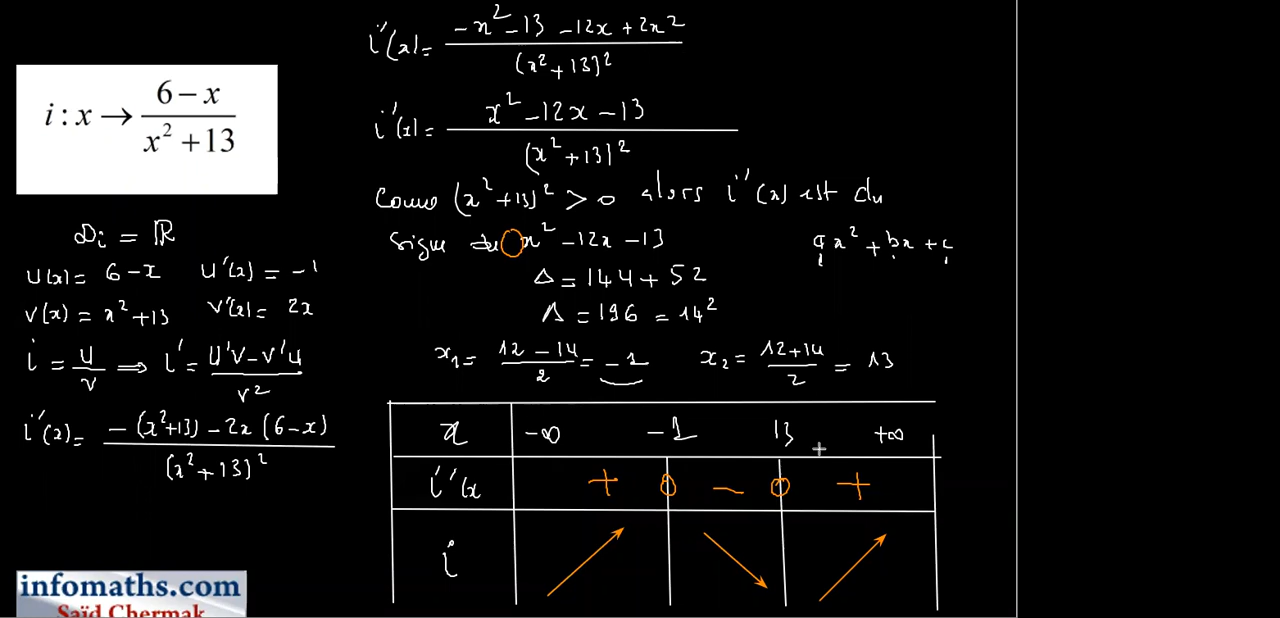 i : x → (6 − x)/(x² + 13)
Di = ℝ
U(x) = 6 − x U'(x) = −1
V(x) = x² + 13 V'(x) = 2x
i = U/V ⟹ i' = (U'V − V'U)/V²
i'(x) = (−(x²+13) − 2x(6−x))/(x²+13)²
i'(x) = (−x² − 13 − 12x + 2x²)/(x² + 13)²
i'(x) = (x² − 12x − 13)/(x² + 13)²
Comme (x² + 13)² > 0 alors i'(x) est du
signe de x² − 12x − 13 ax² + bx + c
Δ = 144 + 52
Δ = 196 = 14²
x₁ = (12 − 14)/2 = −1 x₂ = (12 + 14)/2 = 13
x −∞ −1 13 +∞
i'(x + 0 − 0 +
i
infomaths.com
Saïd Chermak